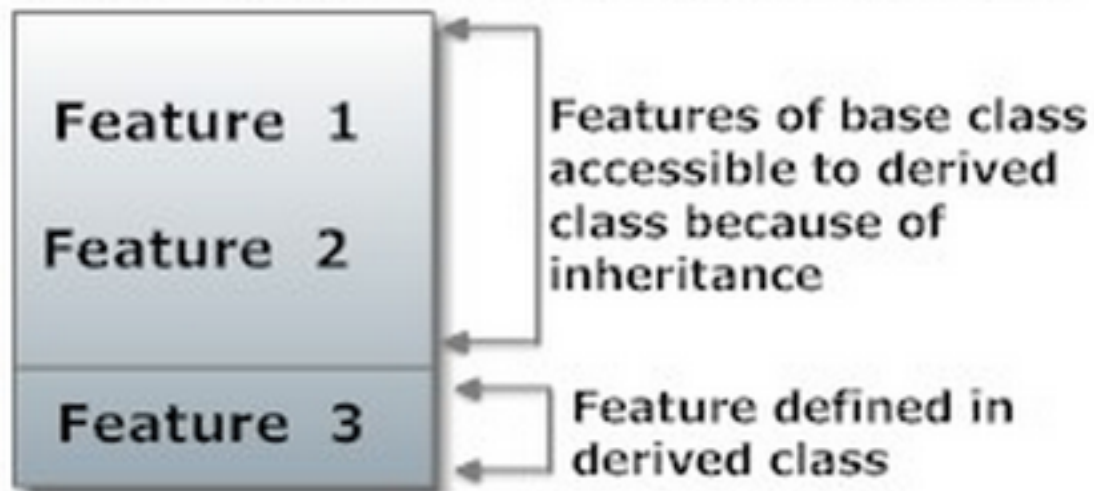 Feature 1
Features of base class
accessible to derived
class because of
inheritance
Feature 2
Feature 3
Feature defined in
derived class